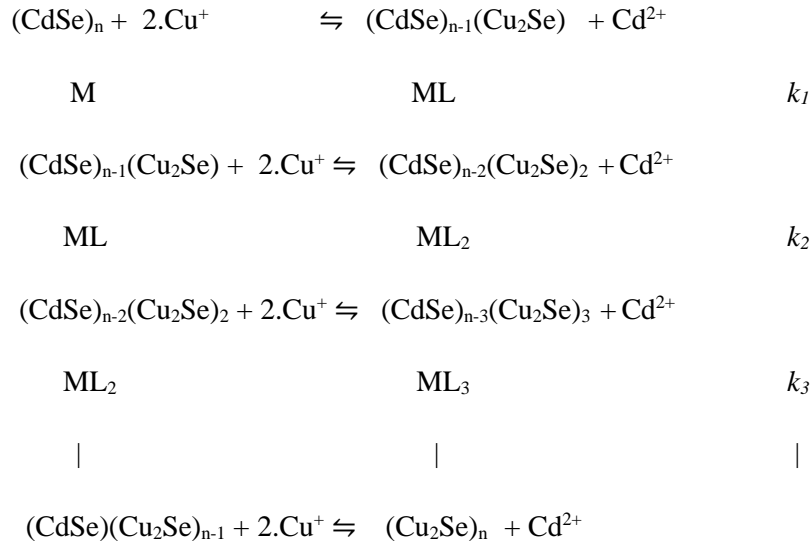 (CdSe)ₙ + 2.Cu⁺ ⇋ (CdSe)ₙ₋₁(Cu₂Se) + Cd²⁺
M ML k₁
(CdSe)ₙ₋₁(Cu₂Se) + 2.Cu⁺ ⇋ (CdSe)ₙ₋₂(Cu₂Se)₂ + Cd²⁺
ML ML₂ k₂
(CdSe)ₙ₋₂(Cu₂Se)₂ + 2.Cu⁺ ⇋ (CdSe)ₙ₋₃(Cu₂Se)₃ + Cd²⁺
ML₂ ML₃ k₃
| | |
(CdSe)(Cu₂Se)ₙ₋₁ + 2.Cu⁺ ⇋ (Cu₂Se)ₙ + Cd²⁺